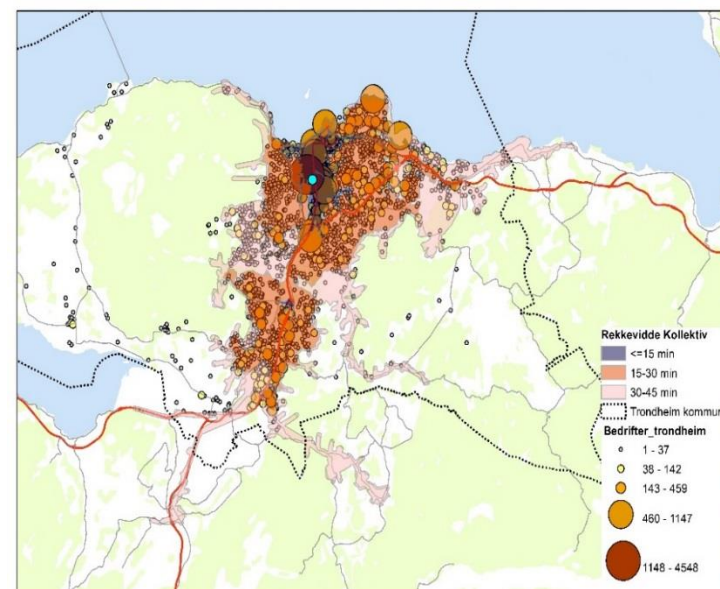 Rekkevidde Kollektiv
<=15 min
15-30 min
30-45 min
Trondheim kommun
Bedrifter_trondheim
1 - 37
38 - 142
143 - 459
460 - 1147
1148 - 4548